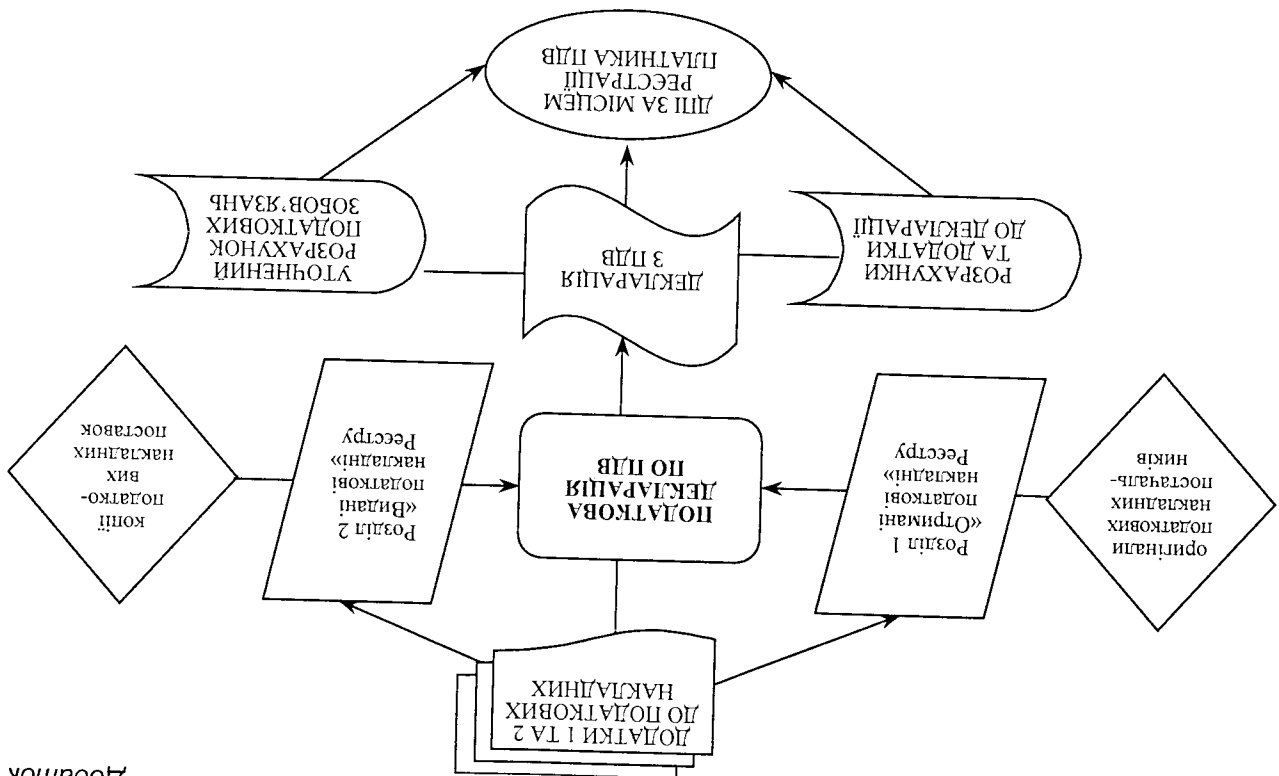 Додаток
ДОДАТКИ 1 ТА 2
ДО ПОДАТКОВИХ
НАКЛАДНИХ
оригінали
податкових
накладних
постачаль-
ників
Розділ 1
«Отримані
податкові
накладні»
Реєстру
ПОДАТКОВА
ДЕКЛАРАЦІЯ
ПО ПДВ
Розділ 2
«Видані
податкові
накладні»
Реєстру
копії
податко-
вих
накладних
поставок
РОЗРАХУНКИ
ТА ДОДАТКИ
ДО ДЕКЛАРАЦІЇ
ДЕКЛАРАЦІЯ
З ПДВ
УТОЧНЕНИЙ
РОЗРАХУНОК
ПОДАТКОВИХ
ЗОБОВ'ЯЗАНЬ
ДПІ ЗА МІСЦЕМ
РЕЄСТРАЦІЇ
ПЛАТНИКА ПДВ